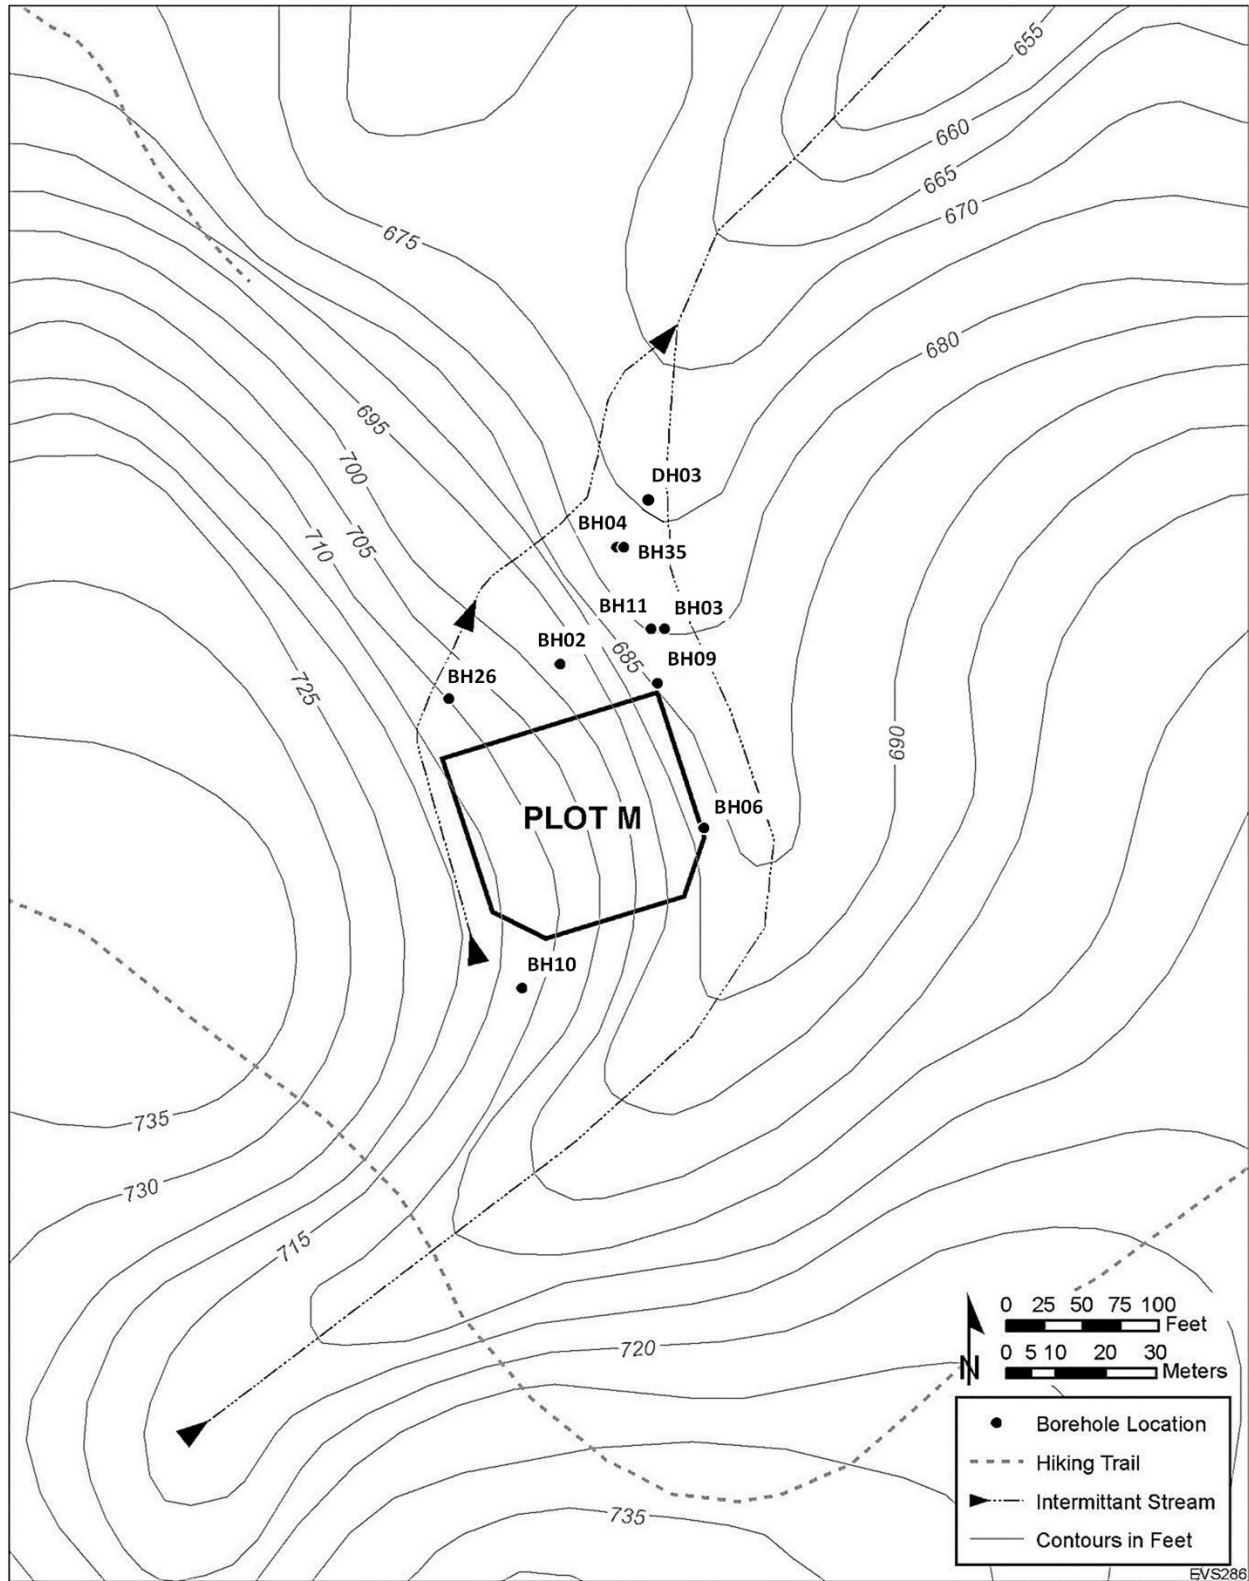 655
660
665
670
675
680
695
DH03
700
BH04
BH35
705
710
BH11 BH03
BH02
685
BH09
BH26
725
690
PLOT M
BH06
BH10
735
730
715
720
735
0 25 50 75 100
Feet
0 5 10 20 30
Meters
N
Borehole Location
Hiking Trail
Intermittant Stream
Contours in Feet
EVS286